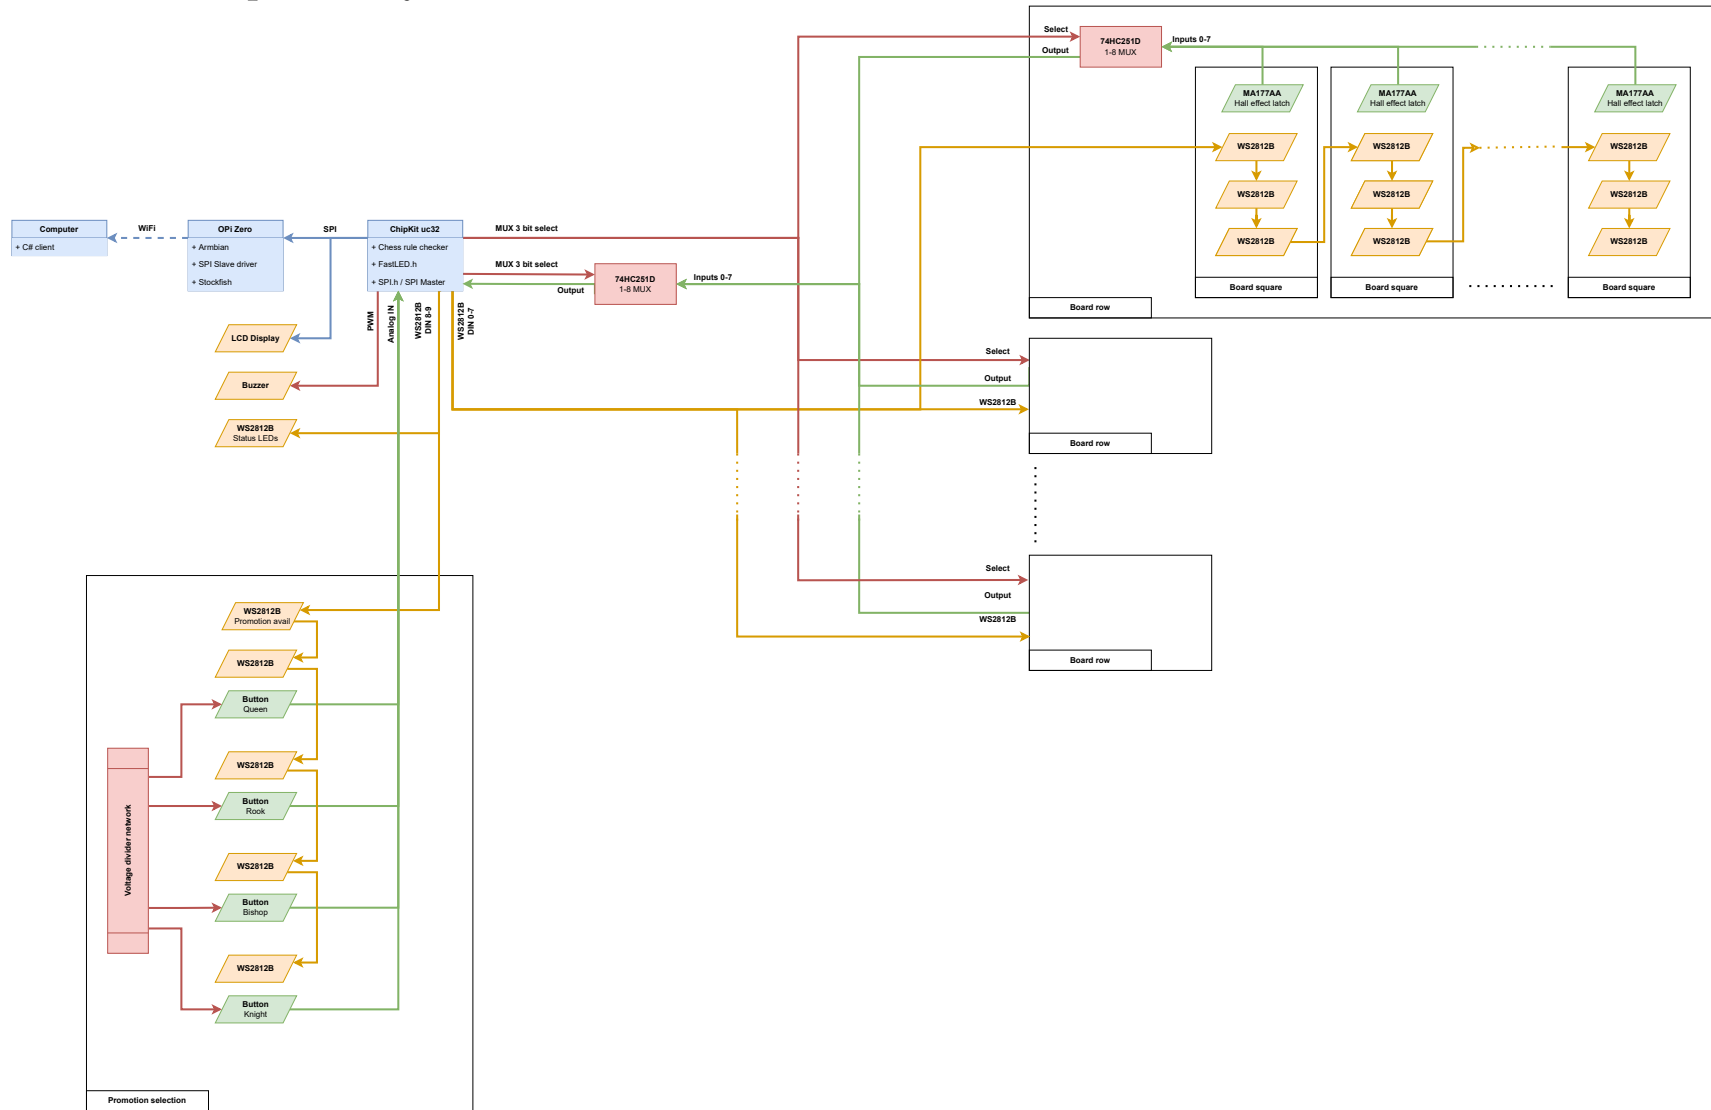 Select
74HC251D
1-8 MUX
Inputs 0-7
Output
MA177AA
Hall effect latch
MA177AA
Hall effect latch
MA177AA
Hall effect latch
WS2812B
WS2812B
WS2812B
WS2812B
WS2812B
WS2812B
WS2812B
WS2812B
WS2812B
Board square
Board square
Board square
Board row
Computer
+ C# client
WiFi
OPi Zero
+ Armbian
+ SPI Slave driver
+ Stockfish
SPI
ChipKit uc32
+ Chess rule checker
+ FastLED.h
+ SPI.h / SPI Master
MUX 3 bit select
MUX 3 bit select
Output
74HC251D
1-8 MUX
Inputs 0-7
PWM
Analog IN
WS2812B
DIN 8-9
WS2812B
DIN 0-7
LCD Display
Buzzer
WS2812B
Status LEDs
Select
Output
WS2812B
Board row
Select
Output
WS2812B
Board row
WS2812B
Promotion avail
WS2812B
Button
Queen
WS2812B
Button
Rook
WS2812B
Button
Bishop
WS2812B
Button
Knight
Voltage divider network
Promotion selection